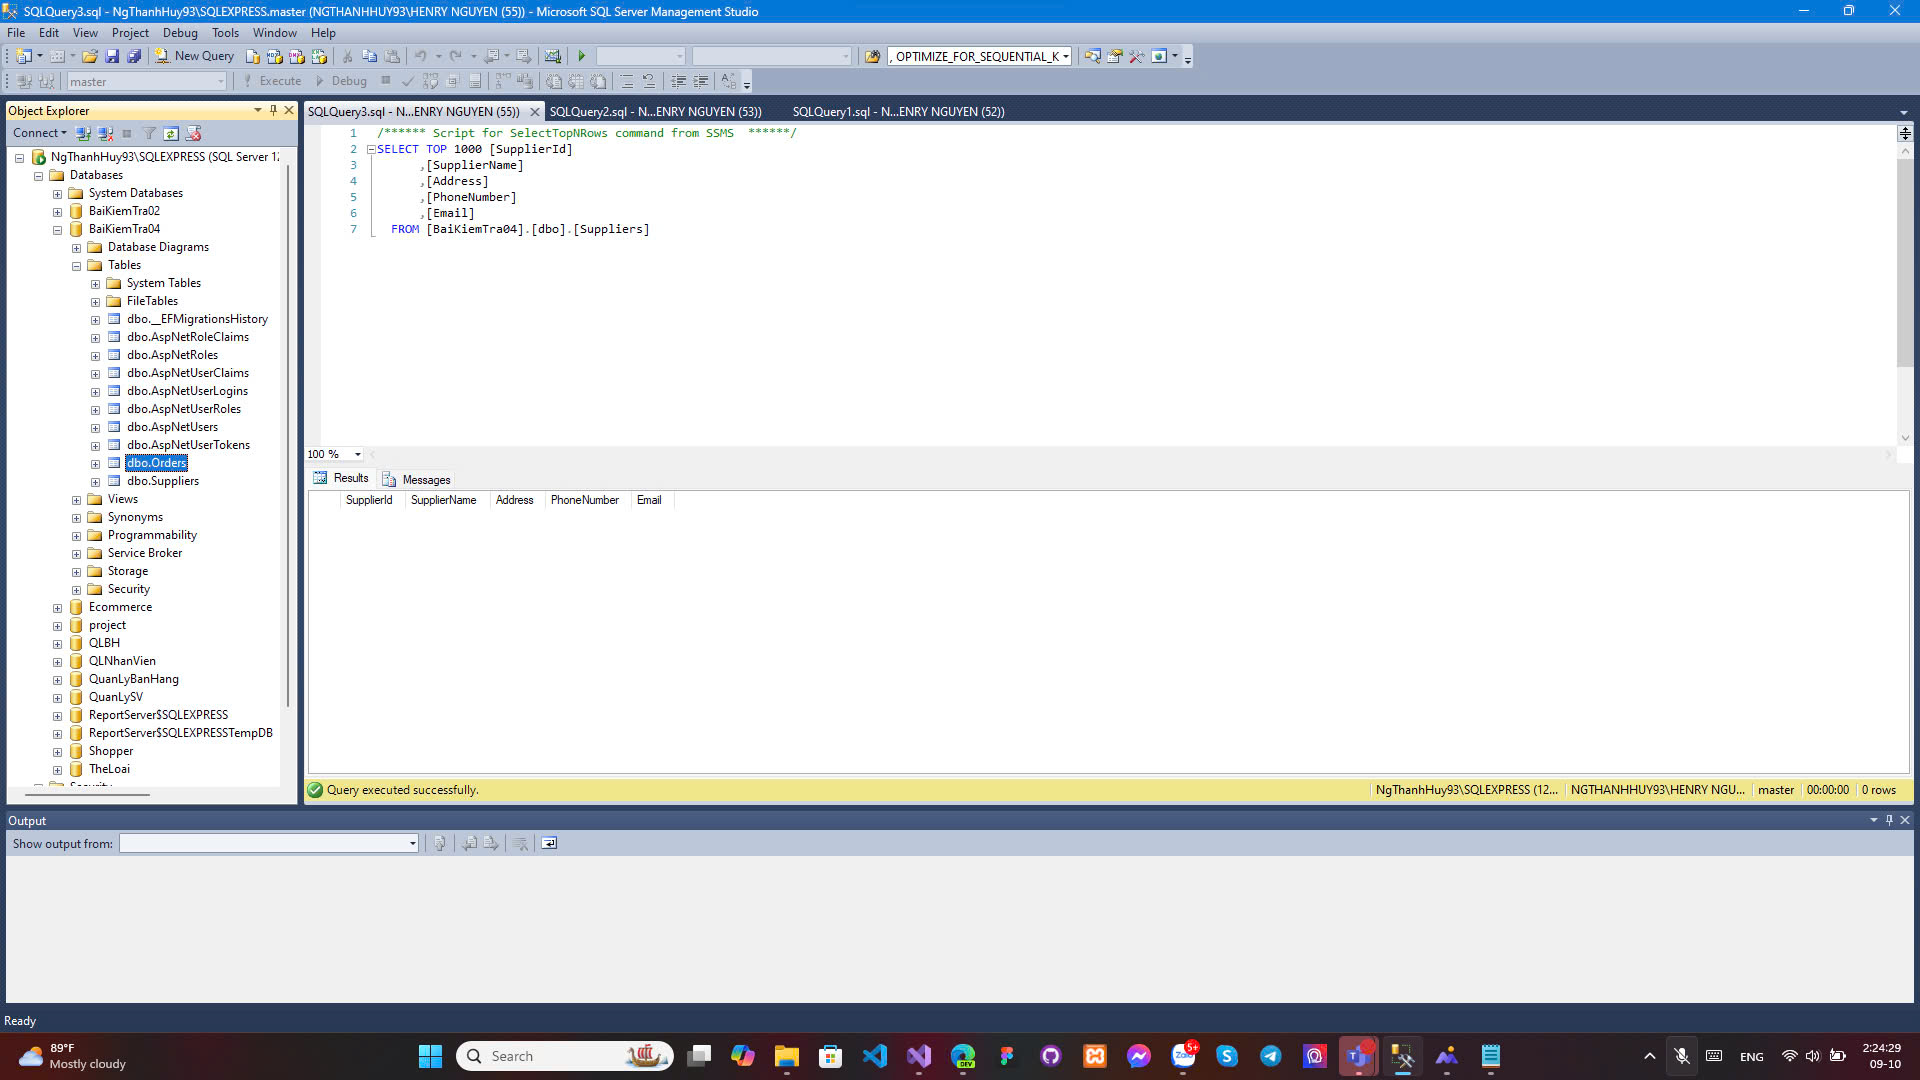 SQLQuery3.sql - NgThanhHuy93\SQLEXPRESS.master (NGTHANHHUY93\HENRY NGUYEN (55)) - Microsoft SQL Server Management Studio
File Edit View Project Debug Tools Window Help
New Query
, OPTIMIZE_FOR_SEQUENTIAL_K
master
Execute
Debug
Object Explorer
Connect
NgThanhHuy93\SQLEXPRESS (SQL Server 12
Databases
System Databases
BaiKiemTra02
BaiKiemTra04
Database Diagrams
Tables
System Tables
FileTables
dbo.__EFMigrationsHistory
dbo.AspNetRoleClaims
dbo.AspNetRoles
dbo.AspNetUserClaims
dbo.AspNetUserLogins
dbo.AspNetUserRoles
dbo.AspNetUsers
dbo.AspNetUserTokens
dbo.Orders
dbo.Suppliers
Views
Synonyms
Programmability
Service Broker
Storage
Security
Ecommerce
project
QLBH
QLNhanVien
QuanLyBanHang
QuanLySV
ReportServer$SQLEXPRESS
ReportServer$SQLEXPRESSTempDB
Shopper
TheLoai
SQLQuery3.sql - N...ENRY NGUYEN (55)) SQLQuery2.sql - N...ENRY NGUYEN (53)) SQLQuery1.sql - N...ENRY NGUYEN (52))
1 /****** Script for SelectTopNRows command from SSMS ******/
2 SELECT TOP 1000 [SupplierId]
3 ,[SupplierName]
4 ,[Address]
5 ,[PhoneNumber]
6 ,[Email]
7 FROM [BaiKiemTra04].[dbo].[Suppliers]
100 %
Results Messages
SupplierId SupplierName Address PhoneNumber Email
Query executed successfully. NgThanhHuy93\SQLEXPRESS (12... NGTHANHHUY93\HENRY NGU... master 00:00:00 0 rows
Output
Show output from:
Ready
89°F
Mostly cloudy
Search
Zalo
5+
DEV
ENG
2:24:29
09-10